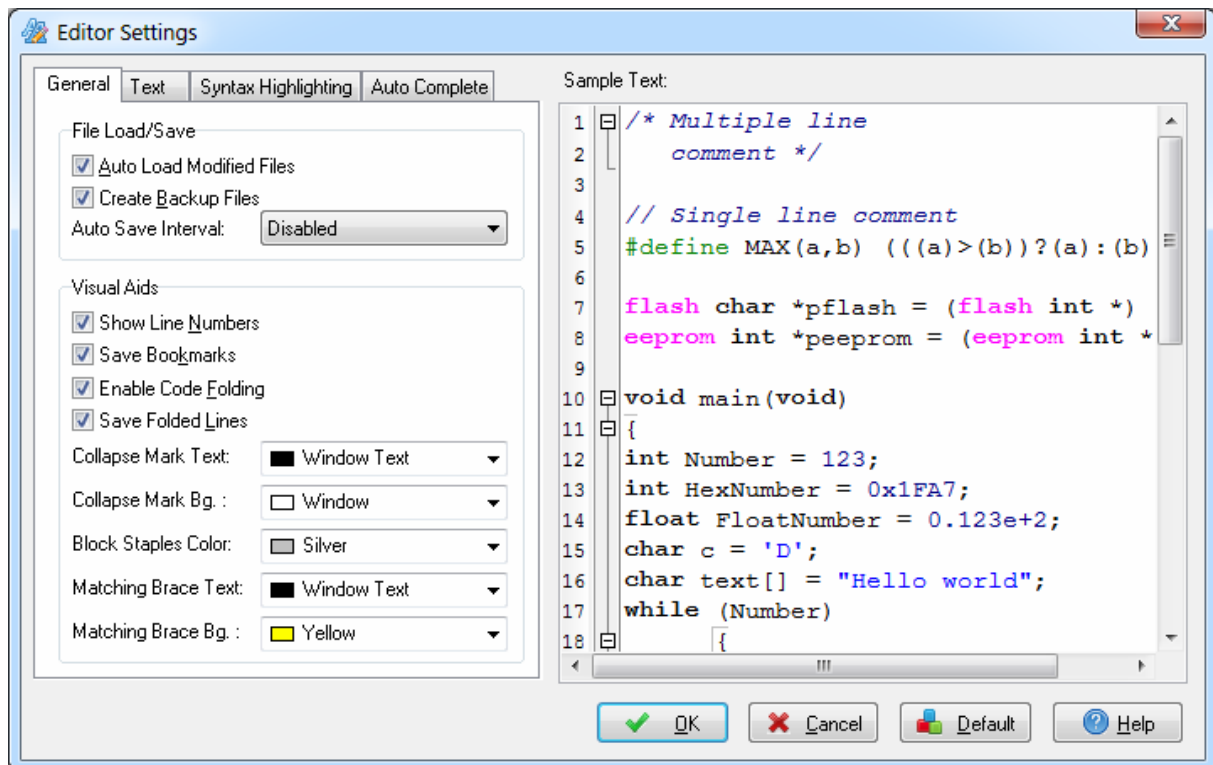 Editor Settings
General Text Syntax Highlighting Auto Complete
File Load/Save
Auto Load Modified Files
Create Backup Files
Auto Save Interval: Disabled
Visual Aids
Show Line Numbers
Save Bookmarks
Enable Code Folding
Save Folded Lines
Collapse Mark Text: Window Text
Collapse Mark Bg. : Window
Block Staples Color: Silver
Matching Brace Text: Window Text
Matching Brace Bg. : Yellow
Sample Text:
1 /* Multiple line
2 comment */
3
4 // Single line comment
5 #define MAX(a,b) (((a)>(b))?(a):(b)
6
7 flash char *pflash = (flash int *)
8 eeprom int *peeprom = (eeprom int *
9
10 void main(void)
11 {
12 int Number = 123;
13 int HexNumber = 0x1FA7;
14 float FloatNumber = 0.123e+2;
15 char c = 'D';
16 char text[] = "Hello world";
17 while (Number)
18 {
OK Cancel Default Help